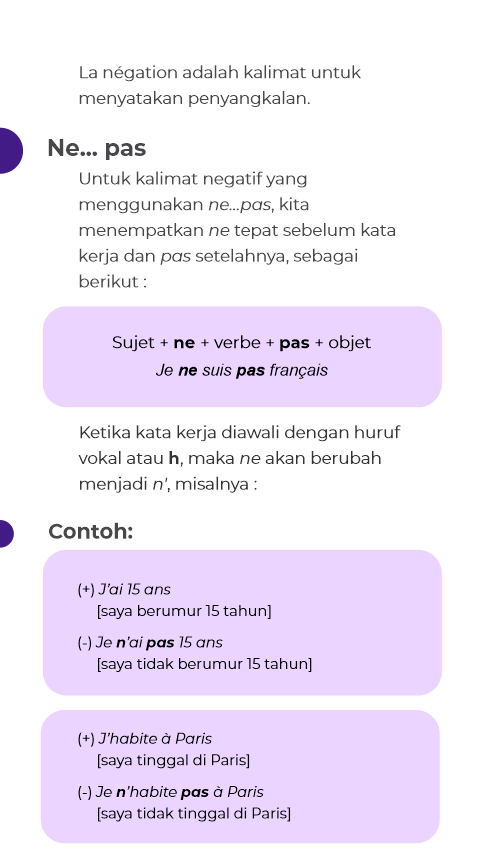 La négation adalah kalimat untuk
menyatakan penyangkalan.
Ne... pas
Untuk kalimat negatif yang
menggunakan ne...pas, kita
menempatkan ne tepat sebelum kata
kerja dan pas setelahnya, sebagai
berikut :
Sujet + ne + verbe + pas + objet
Je ne suis pas français
Ketika kata kerja diawali dengan huruf
vokal atau h, maka ne akan berubah
menjadi n', misalnya :
Contoh:
(+) J'ai 15 ans
[saya berumur 15 tahun]
(-) Je n'ai pas 15 ans
[saya tidak berumur 15 tahun]
(+) J'habite à Paris
[saya tinggal di Paris]
(-) Je n'habite pas à Paris
[saya tidak tinggal di Paris]